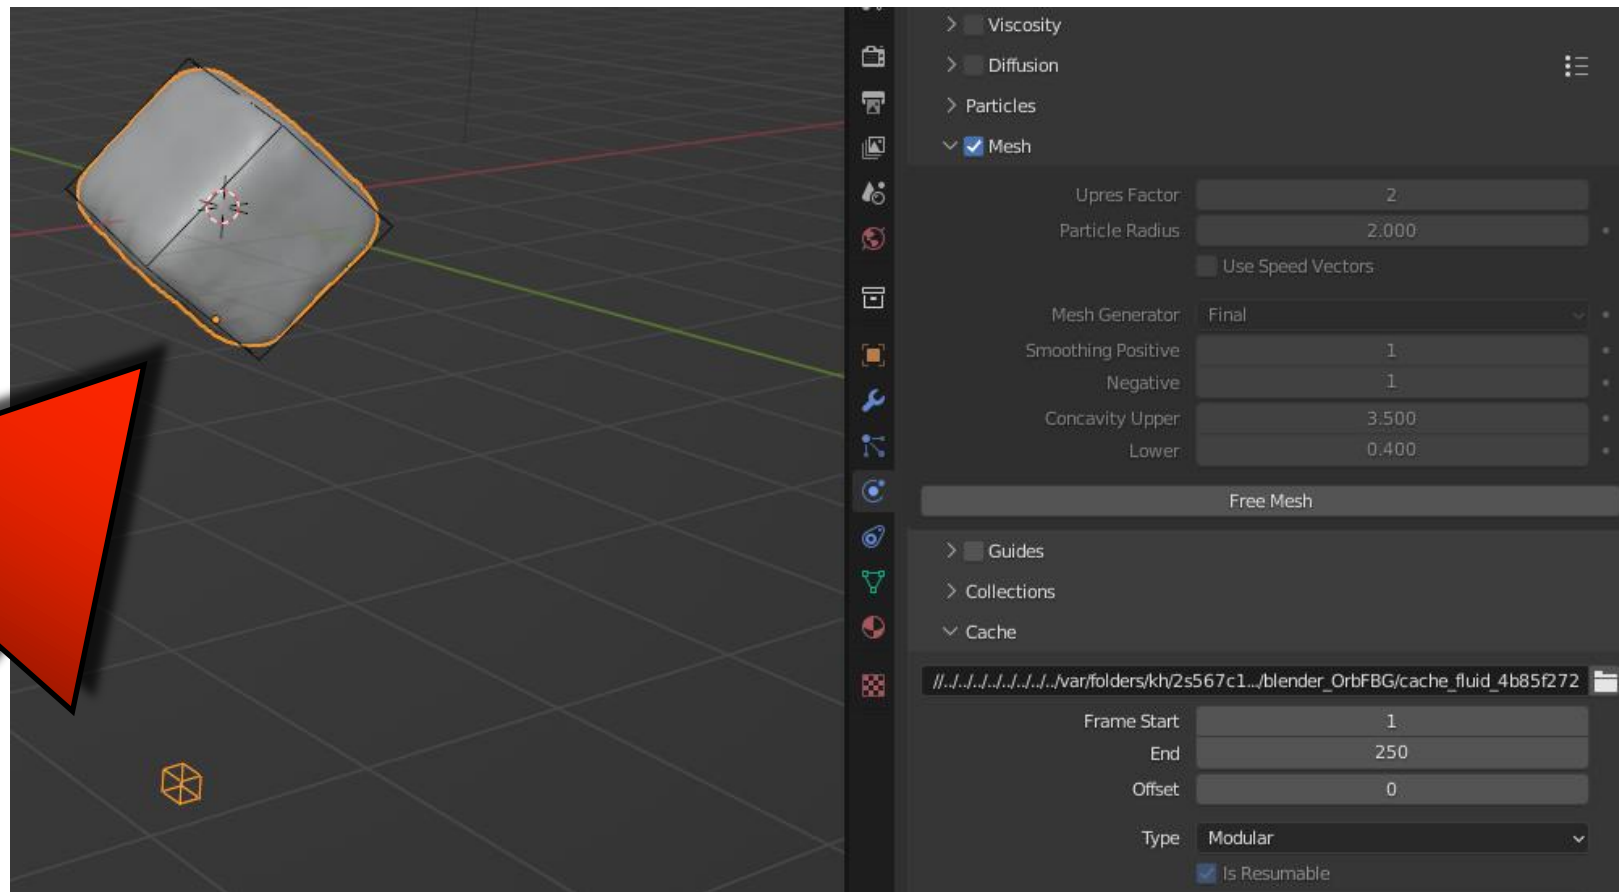 Viscosity
Diffusion
Particles
Mesh
Upres Factor 2
Particle Radius 2.000
Use Speed Vectors
Mesh Generator Final
Smoothing Positive 1
Negative 1
Concavity Upper 3.500
Lower 0.400
Free Mesh
Guides
Collections
Cache
//../../../../../../../../var/folders/kh/2s567c1.../blender_OrbFBG/cache_fluid_4b85f272
Frame Start 1
End 250
Offset 0
Type Modular
Is Resumable